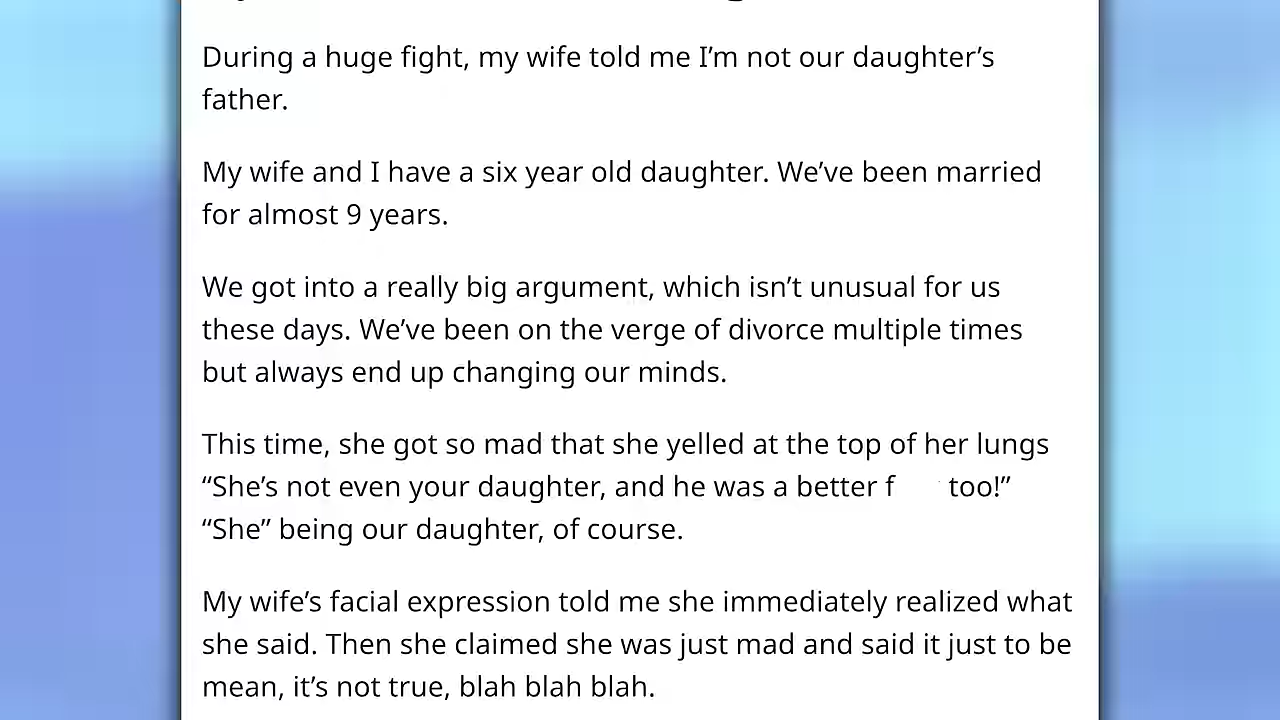 During a huge fight, my wife told me I’m not our daughter’s
father.
My wife and I have a six year old daughter. We’ve been married
for almost 9 years.
We got into a really big argument, which isn’t unusual for us
these days. We’ve been on the verge of divorce multiple times
but always end up changing our minds.
This time, she got so mad that she yelled at the top of her lungs
“She’s not even your daughter, and he was a better f too!”
“She” being our daughter, of course.
My wife’s facial expression told me she immediately realized what
she said. Then she claimed she was just mad and said it just to be
mean, it’s not true, blah blah blah.